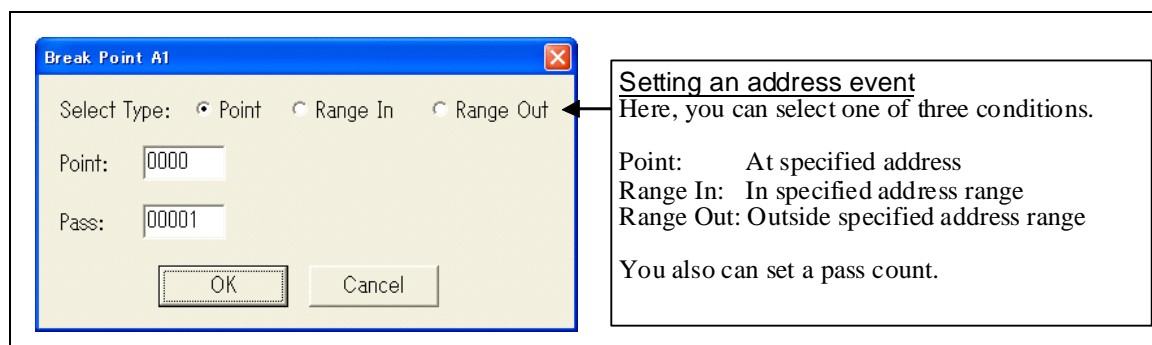 Break Point A1
Select Type: Point Range In Range Out
Point: 0000
Pass: 00001
OK Cancel
Setting an address event
Here, you can select one of three conditions.
Point: At specified address
Range In: In specified address range
Range Out: Outside specified address range
You also can set a pass count.